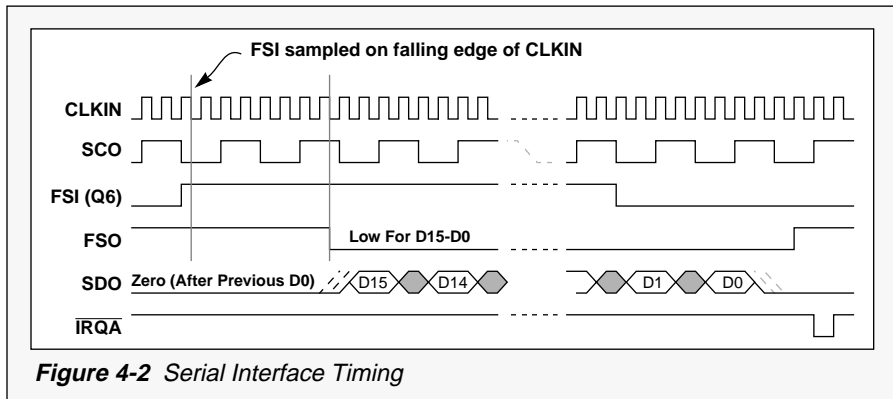 FSI sampled on falling edge of CLKIN
CLKIN
SCO
FSI (Q6)
FSO
Low For D15-D0
SDO
Zero (After Previous D0)
D15
D14
D1
D0
IRQA
Figure 4-2 Serial Interface Timing